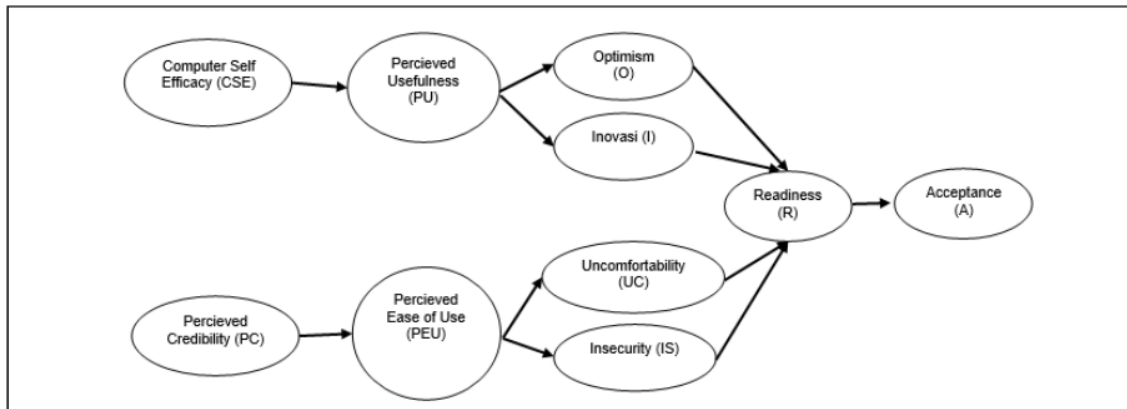 Computer Self
Efficacy (CSE)
Percieved
Usefulness
(PU)
Optimism
(O)
Inovasi (I)
Readiness
(R)
Acceptance
(A)
Uncomfortability
(UC)
Percieved
Ease of Use
(PEU)
Percieved
Credibility (PC)
Insecurity (IS)